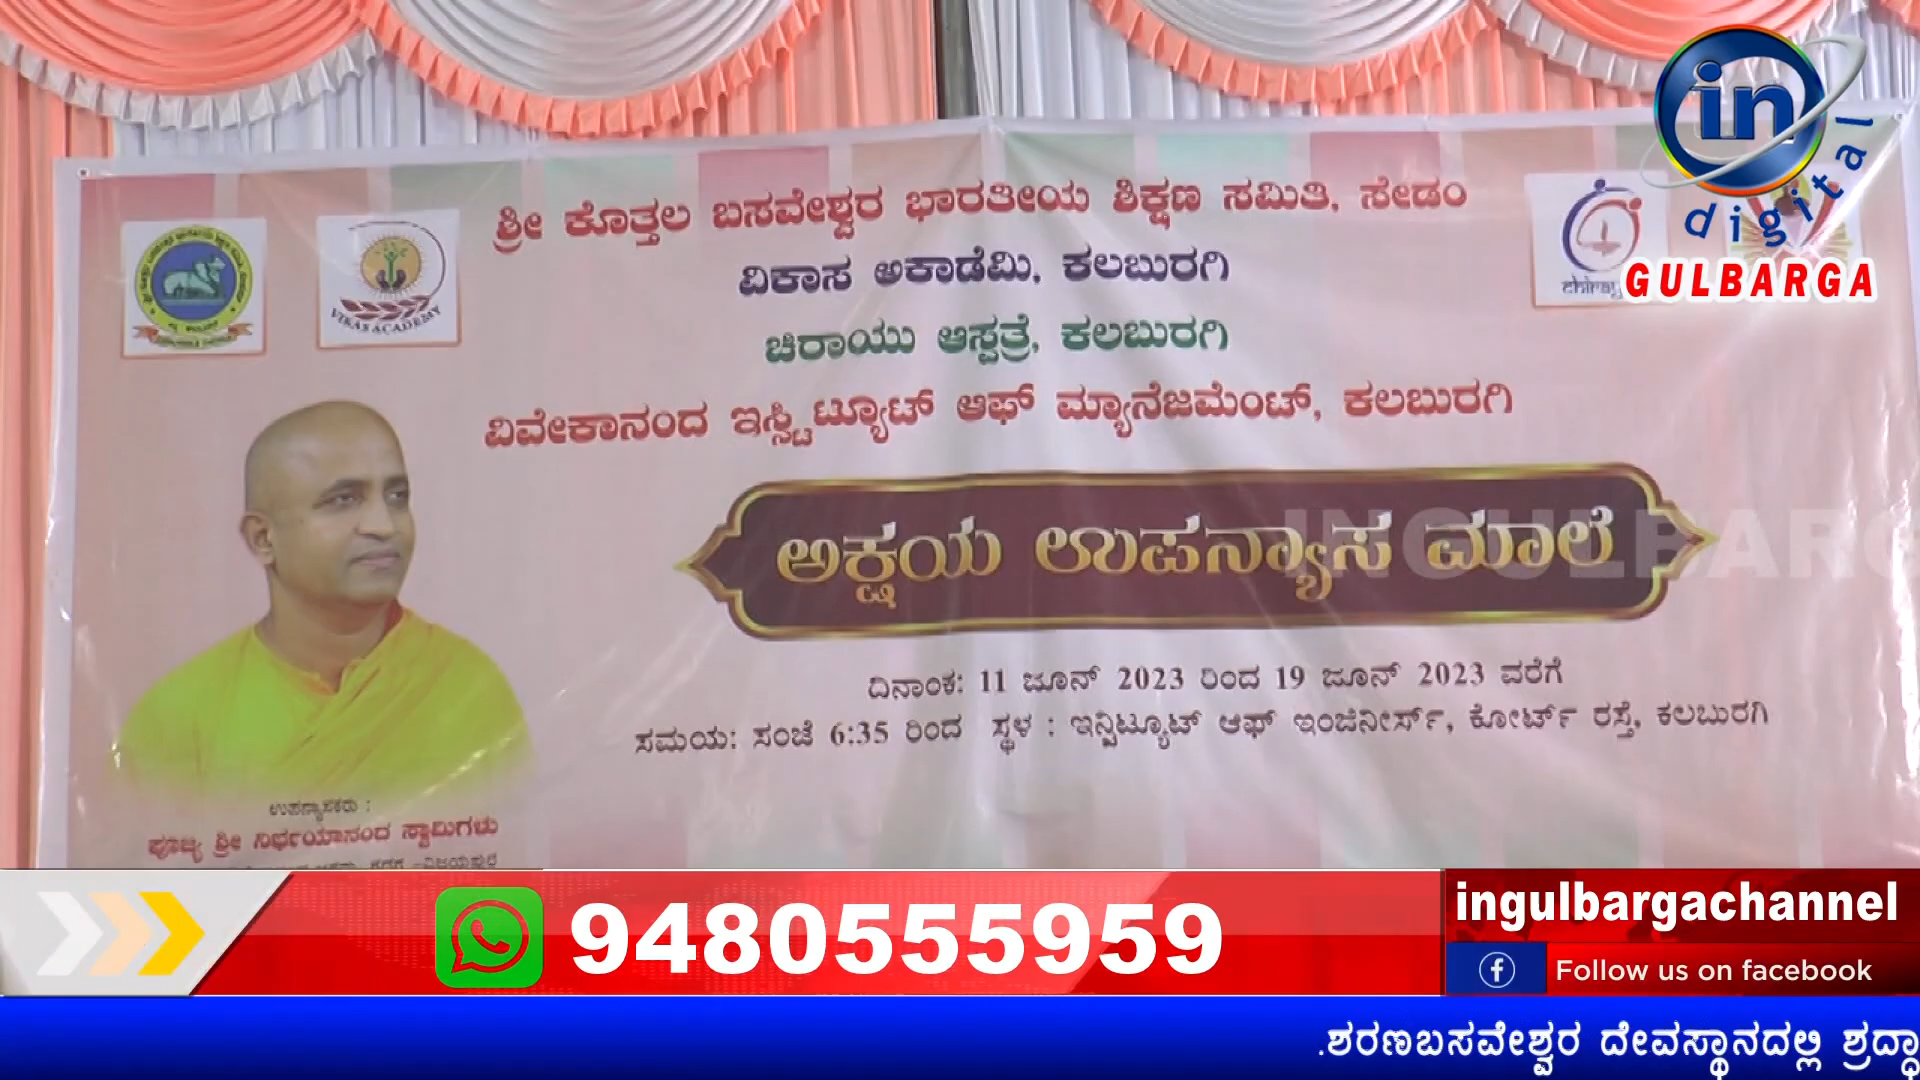 in
digital
GULBARGA
ಶ್ರೀ ಕೊತ್ತಲ ಬಸವೇಶ್ವರ ಭಾರತೀಯ ಶಿಕ್ಷಣ ಸಮಿತಿ, ಸೇಡಂ
ವಿಕಾಸ ಅಕಾಡೆಮಿ, ಕಲಬುರಗಿ
ಚಿರಾಯು ಆಸ್ಪತ್ರೆ, ಕಲಬುರಗಿ
ವಿವೇಕಾನಂದ ಇನ್ಸ್ಟಿಟ್ಯೂಟ್ ಆಫ್ ಮ್ಯಾನೆಜಮೆಂಟ್, ಕಲಬುರಗಿ
VIKAS ACADEMY
ಅಕ್ಷಯ ಉಪನ್ಯಾಸ ಮಾಲೆ
INGULBARG
ದಿನಾಂಕ: 11 ಜೂನ್ 2023 ರಿಂದ 19 ಜೂನ್ 2023 ವರೆಗೆ
ಸಮಯ: ಸಂಜೆ 6:35 ರಿಂದ ಸ್ಥಳ : ಇನ್ಸ್ಟಿಟ್ಯೂಟ್ ಆಫ್ ಇಂಜಿನೀರ್ಸ್, ಕೋರ್ಟ್ ರಸ್ತೆ, ಕಲಬುರಗಿ
ಉಪನ್ಯಾಸಕರು :
ಪೂಜ್ಯ ಶ್ರೀ ನಿರ್ಭಯಾನಂದ ಸ್ವಾಮಿಗಳು
9480555959
ingulbargachannel
Follow us on facebook
.ಶರಣಬಸವೇಶ್ವರ ದೇವಸ್ಥಾನದಲ್ಲಿ ಶ್ರದ್ಧಾ